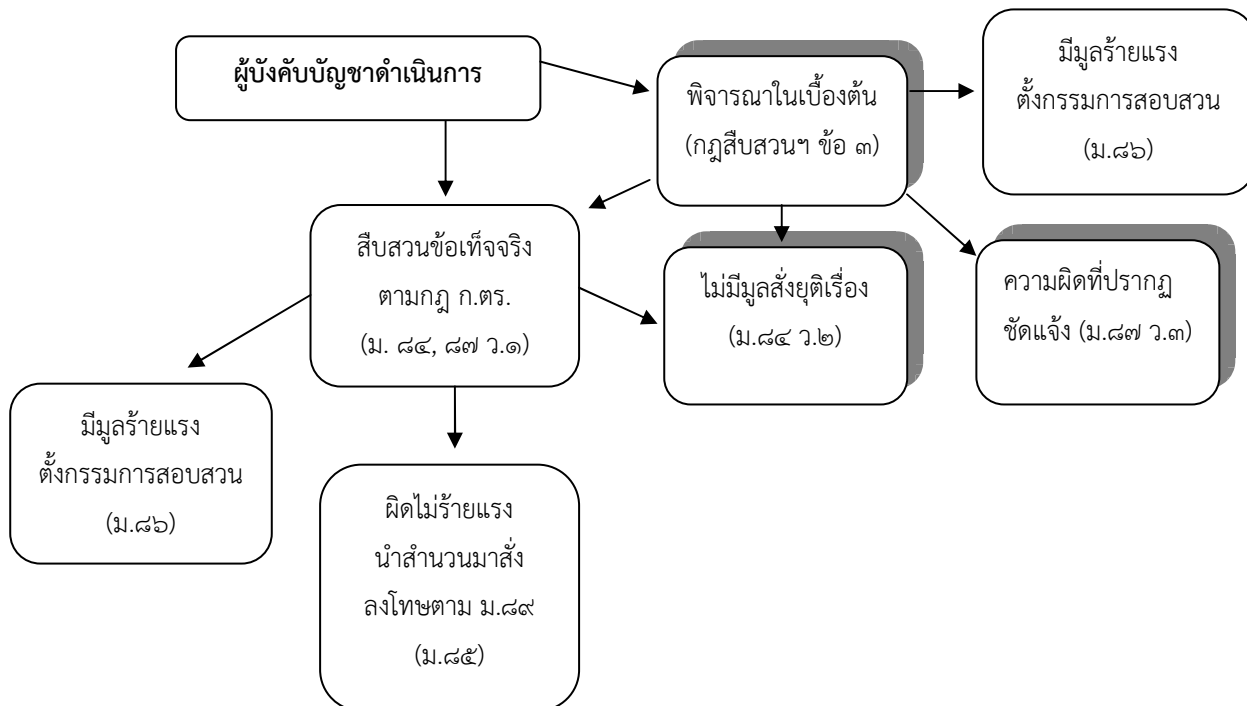 ผู้บังคับบัญชาดำเนินการ
พิจารณาในเบื้องต้น
(กฎสืบสวนฯ ข้อ ๓)
มีมูลร้ายแรง
ตั้งกรรมการสอบสวน
(ม.๘๖)
สืบสวนข้อเท็จจริง
ตามกฎ ก.ตร.
(ม. ๘๔, ๘๗ ว.๑)
ไม่มีมูลสั่งยุติเรื่อง
(ม.๘๔ ว.๒)
ความผิดที่ปรากฏ
ชัดแจ้ง (ม.๘๗ ว.๓)
มีมูลร้ายแรง
ตั้งกรรมการสอบสวน
(ม.๘๖)
ผิดไม่ร้ายแรง
นำสำนวนมาสั่ง
ลงโทษตาม ม.๘๙
(ม.๘๕)